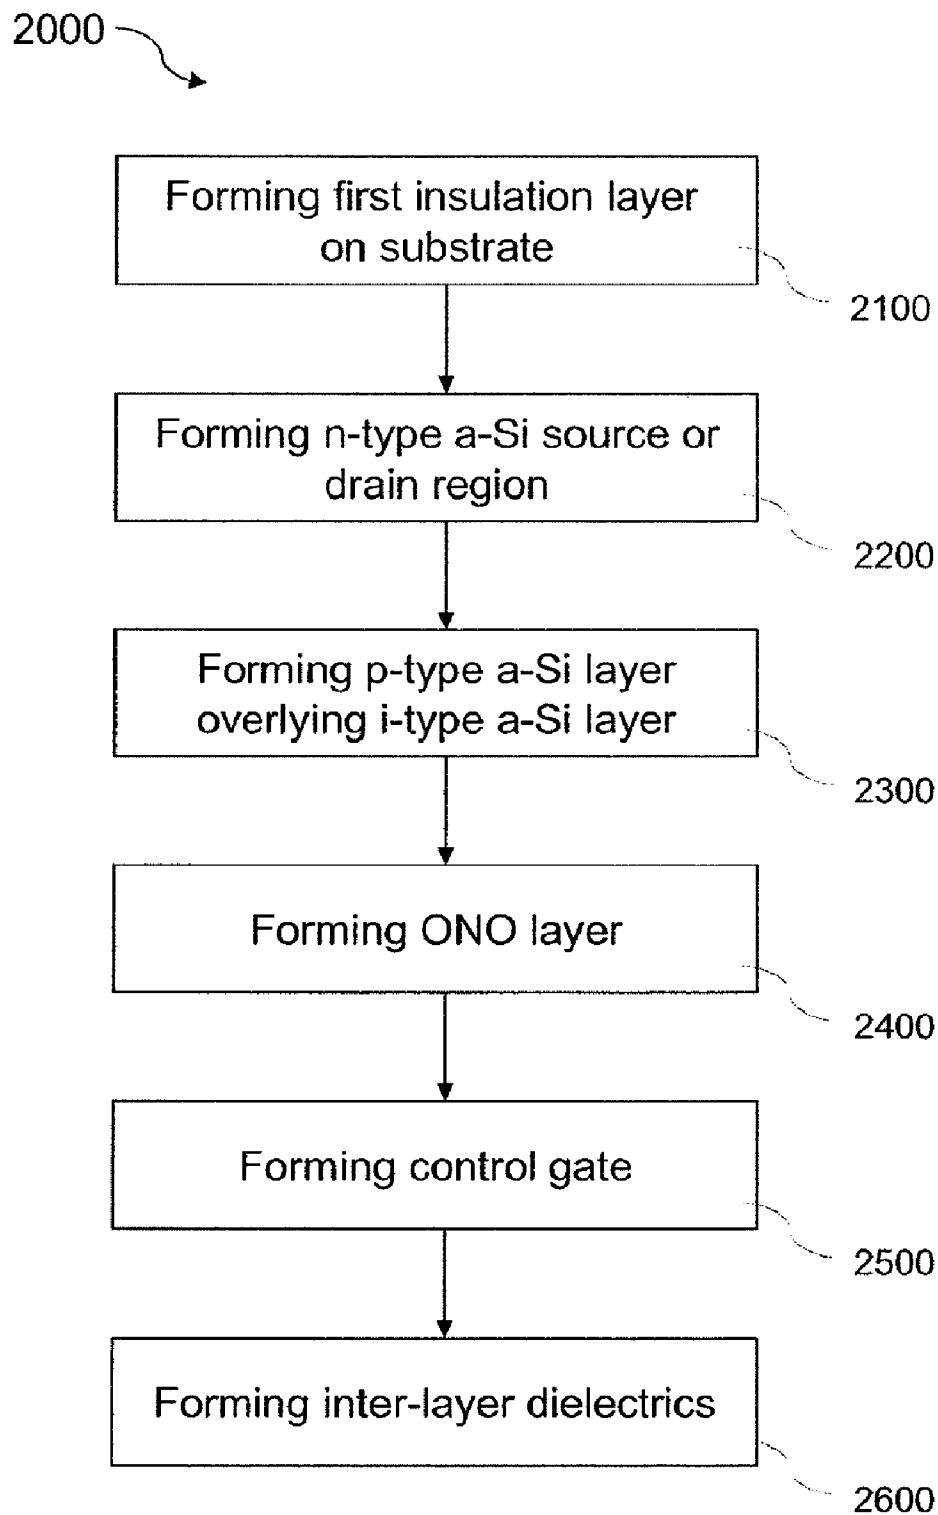 2000
Forming first insulation layer
on substrate
2100
Forming n-type a-Si source or
drain region
2200
Forming p-type a-Si layer
overlying i-type a-Si layer
2300
Forming ONO layer
2400
Forming control gate
2500
Forming inter-layer dielectrics
2600